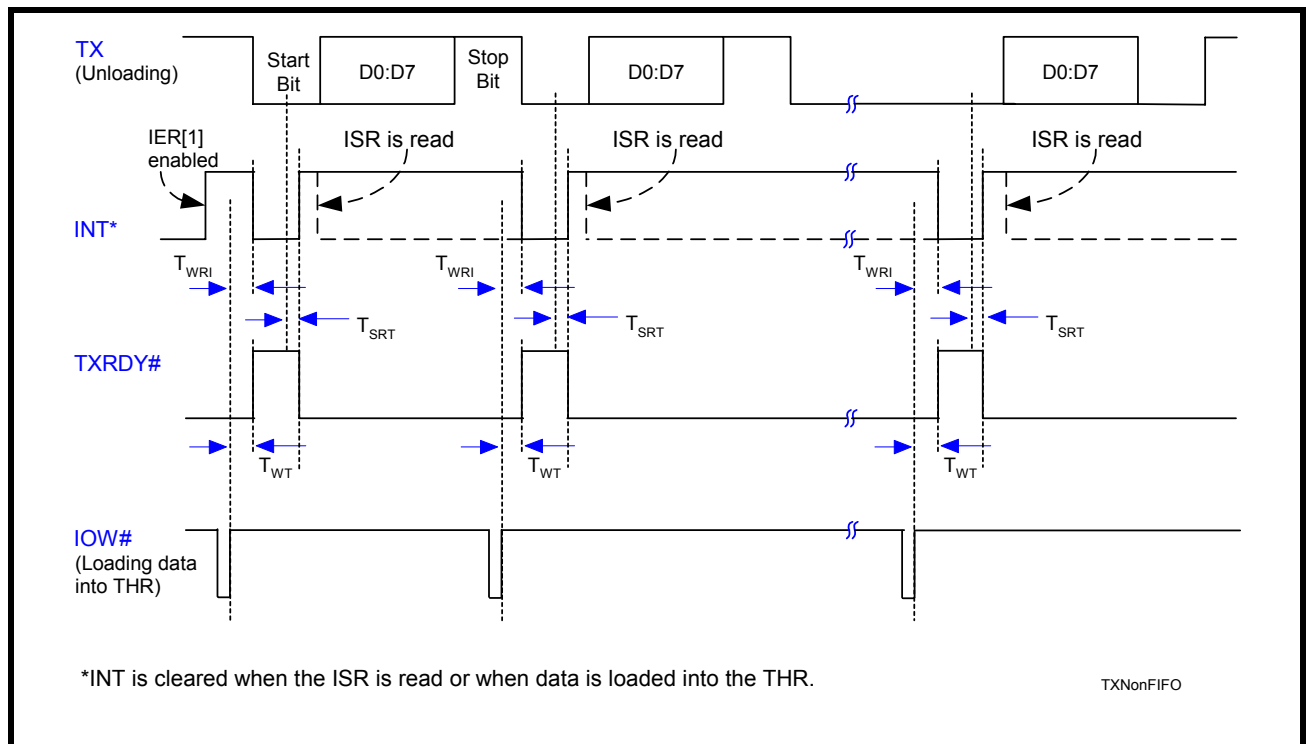 TX
(Unloading)
Start
Bit
D0:D7
Stop
Bit
D0:D7
D0:D7
IER[1]
enabled
ISR is read
ISR is read
ISR is read
INT*
TWRI
TWRI
TWRI
TSRT
TSRT
TSRT
TXRDY#
TWT
TWT
TWT
IOW#
(Loading data
into THR)
*INT is cleared when the ISR is read or when data is loaded into the THR.
TXNonFIFO